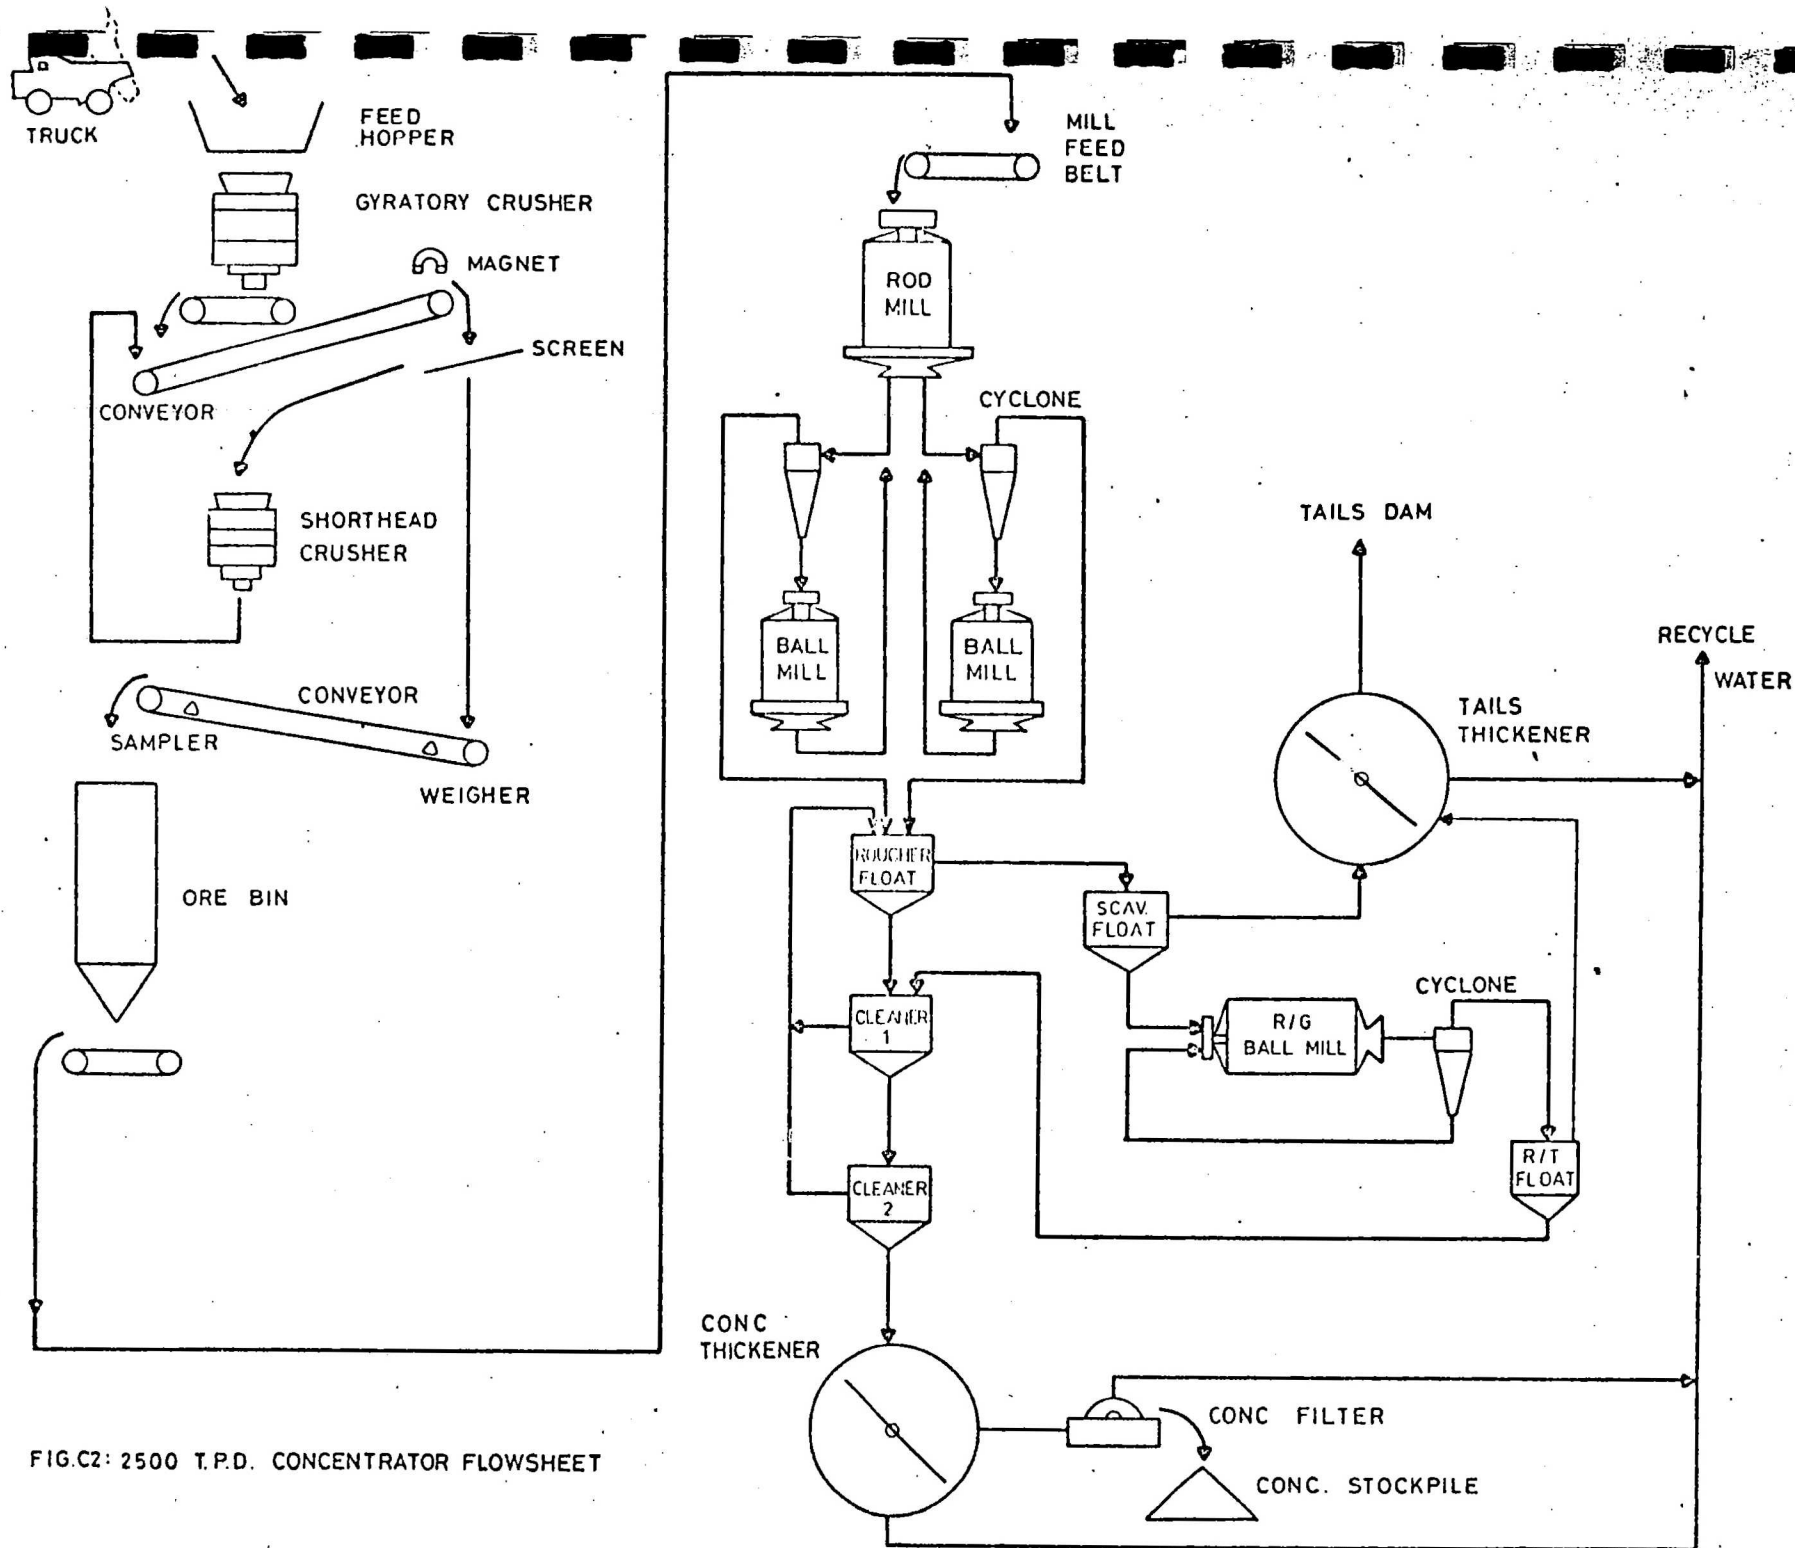 TRUCK
FEED
HOPPER
GYRATORY CRUSHER
MAGNET
SCREEN
CONVEYOR
SHORTHEAD
CRUSHER
CONVEYOR
SAMPLER
WEIGHER
ORE BIN
MILL
FEED
BELT
ROD
MILL
CYCLONE
BALL
MILL
BALL
MILL
ROUGHER
FLOAT
SCAV.
FLOAT
CLEANER
1
CLEANER
2
R/G
BALL MILL
CYCLONE
R/T
FLOAT
TAILS DAM
TAILS
THICKENER
RECYCLE
WATER
CONC
THICKENER
CONC FILTER
CONC. STOCKPILE
FIG.C2: 2500 T.P.D. CONCENTRATOR FLOWSHEET